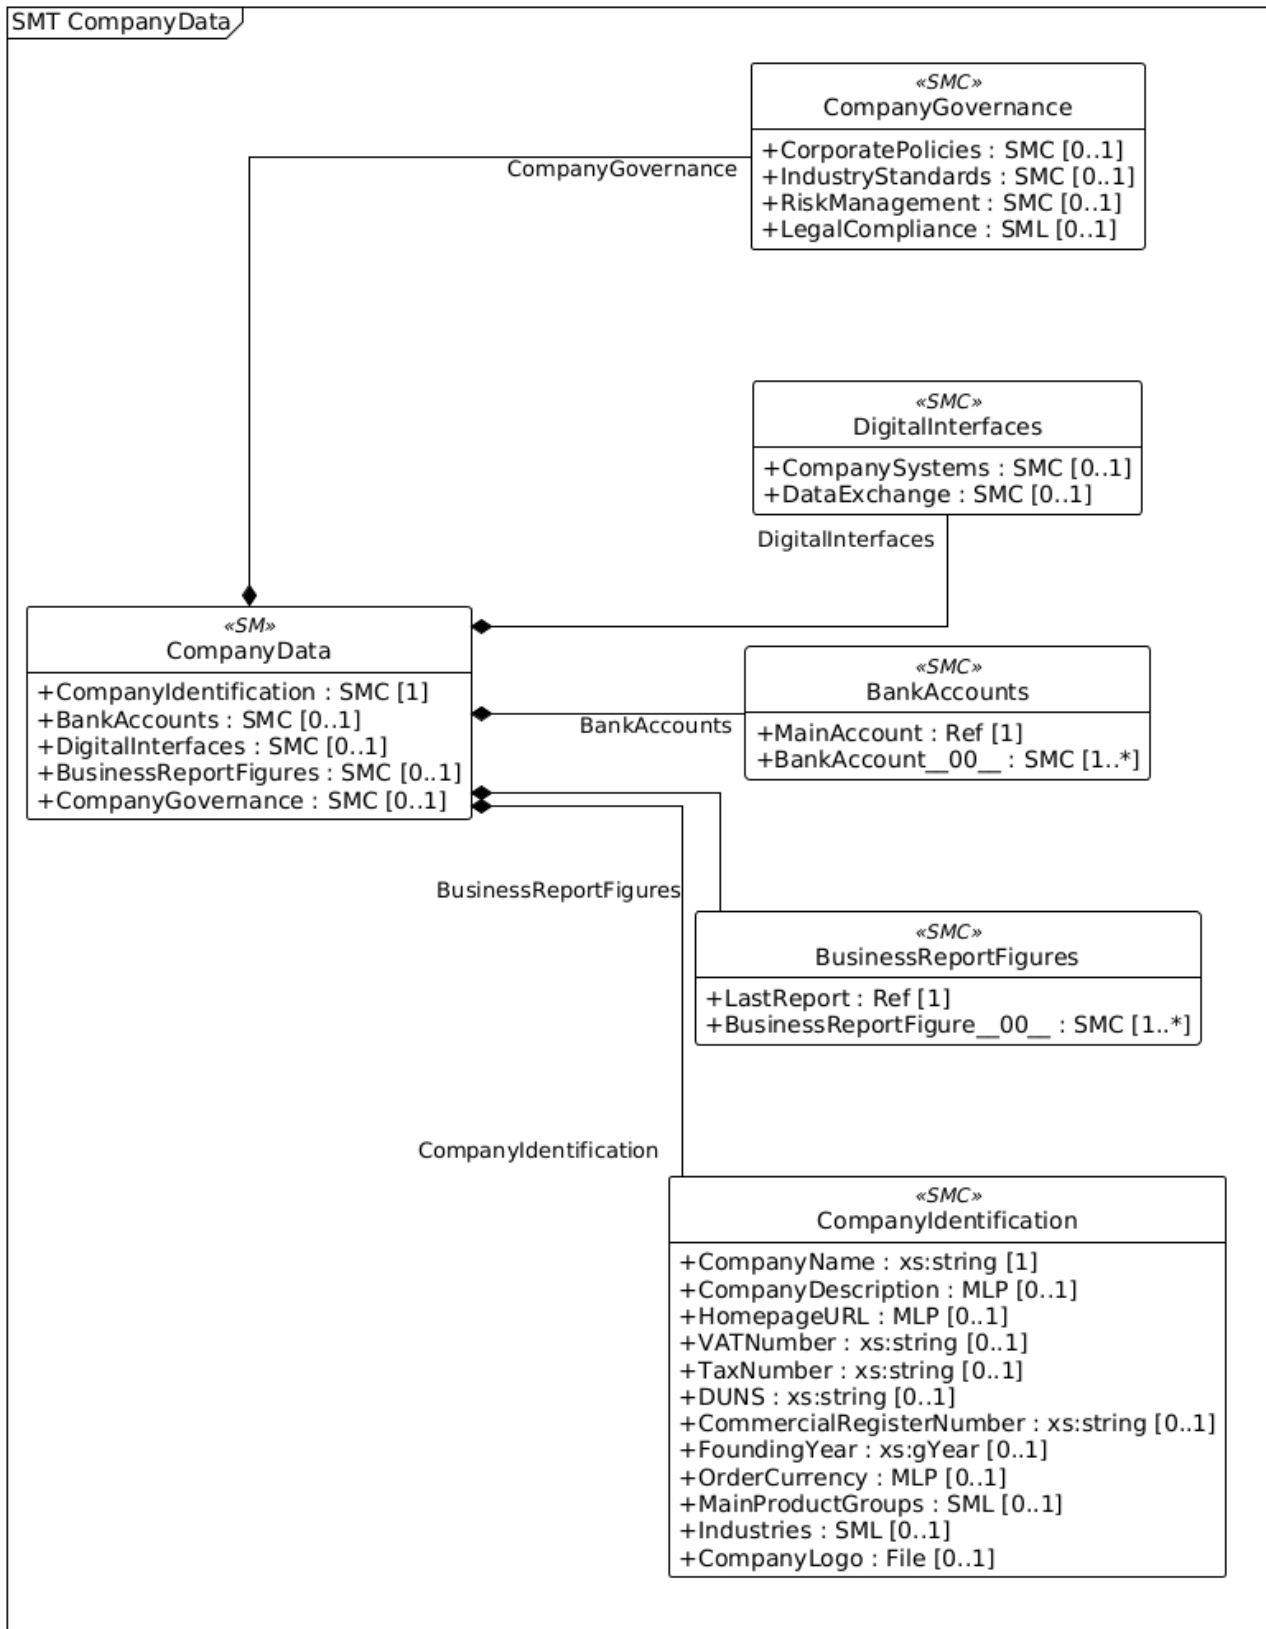 SMT CompanyData
«SMC»
CompanyGovernance
+CorporatePolicies : SMC [0..1]
+IndustryStandards : SMC [0..1]
+RiskManagement : SMC [0..1]
+LegalCompliance : SML [0..1]
CompanyGovernance
«SMC»
DigitalInterfaces
+CompanySystems : SMC [0..1]
+DataExchange : SMC [0..1]
DigitalInterfaces
«SM»
CompanyData
+CompanyIdentification : SMC [1]
+BankAccounts : SMC [0..1]
+DigitalInterfaces : SMC [0..1]
+BusinessReportFigures : SMC [0..1]
+CompanyGovernance : SMC [0..1]
«SMC»
BankAccounts
+MainAccount : Ref [1]
+BankAccount__00__ : SMC [1..*]
BankAccounts
BusinessReportFigures
«SMC»
BusinessReportFigures
+LastReport : Ref [1]
+BusinessReportFigure__00__ : SMC [1..*]
CompanyIdentification
«SMC»
CompanyIdentification
+CompanyName : xs:string [1]
+CompanyDescription : MLP [0..1]
+HomepageURL : MLP [0..1]
+VATNumber : xs:string [0..1]
+TaxNumber : xs:string [0..1]
+DUNS : xs:string [0..1]
+CommercialRegisterNumber : xs:string [0..1]
+FoundingYear : xs:gYear [0..1]
+OrderCurrency : MLP [0..1]
+MainProductGroups : SML [0..1]
+Industries : SML [0..1]
+CompanyLogo : File [0..1]